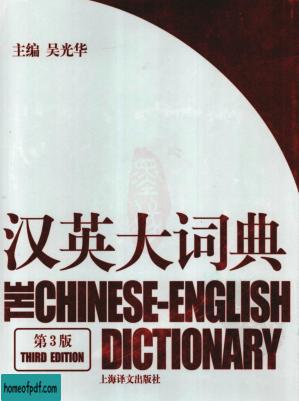 主编 吴光华
汉英大词典
THE CHINESE-ENGLISH
DICTIONARY
第3版
THIRD EDITION
上海译文出版社
homeofpdf.com